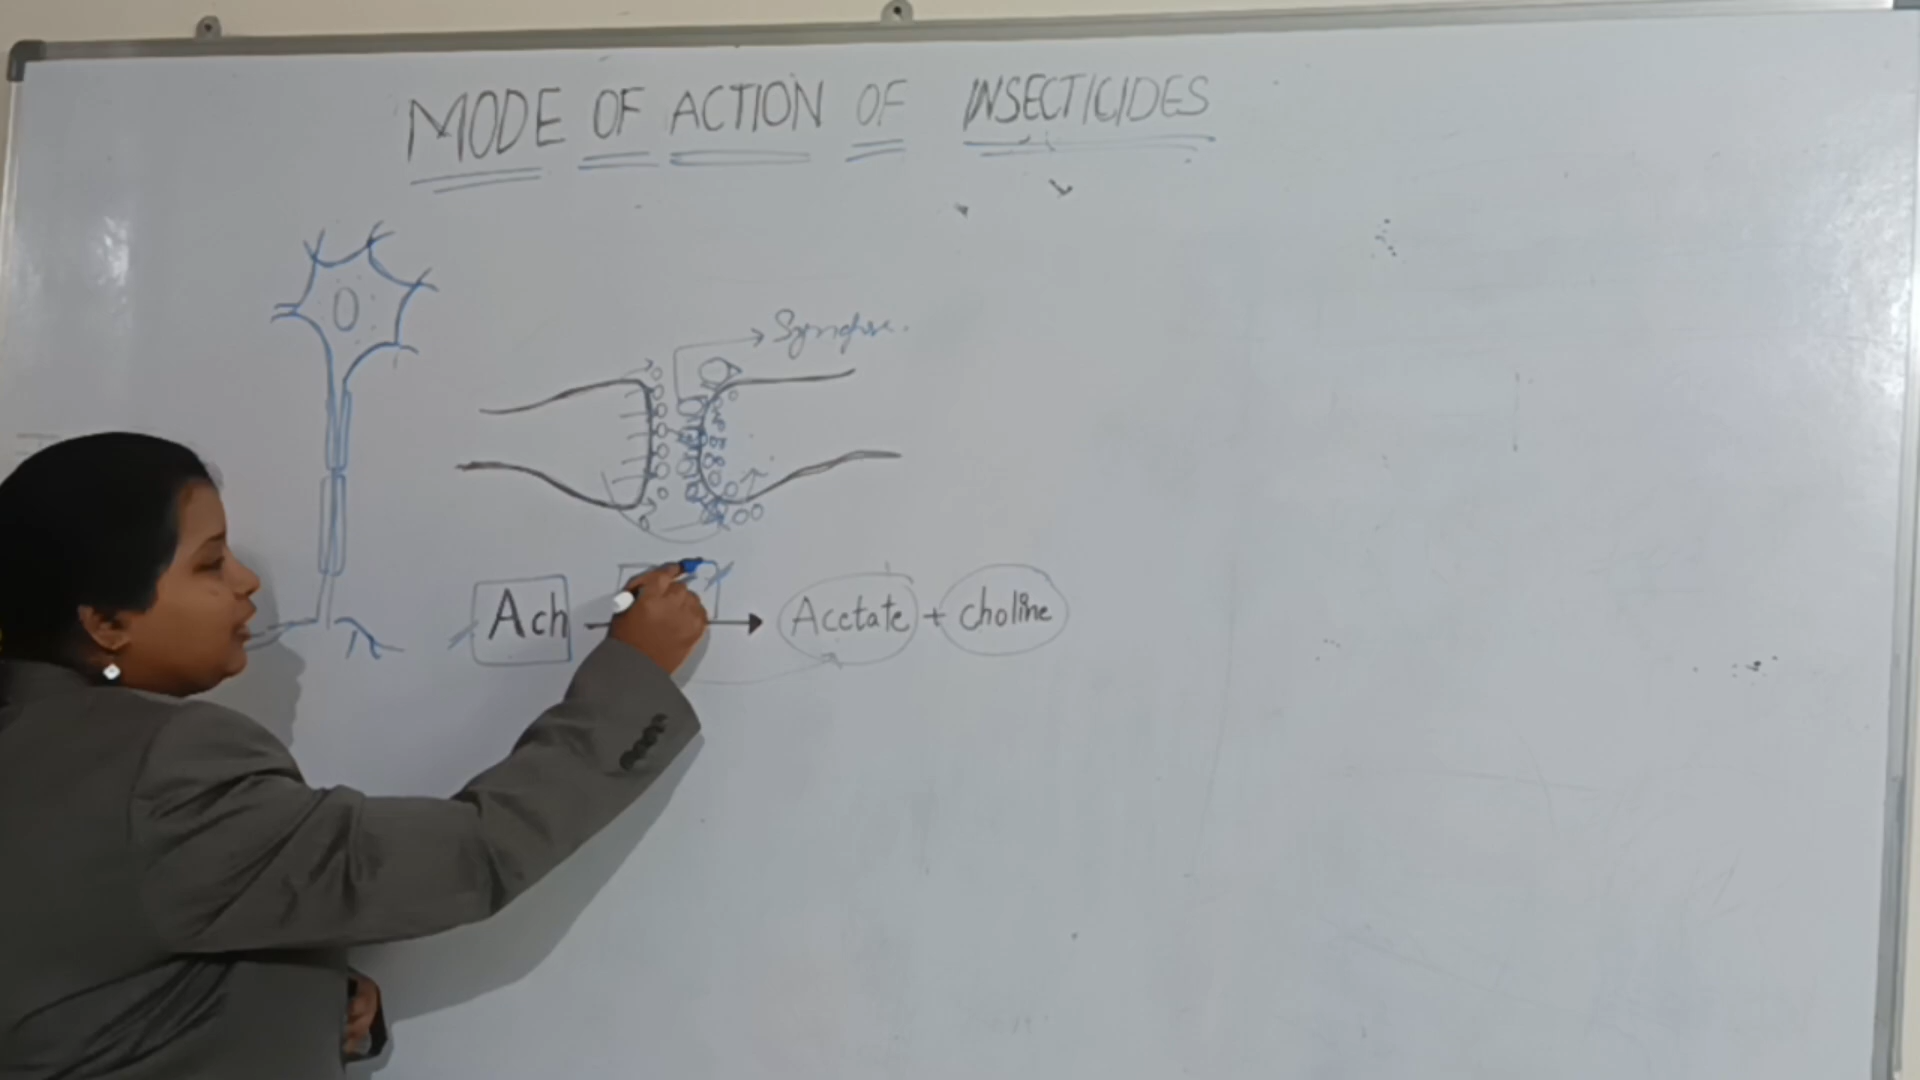 MODE OF ACTION OF INSECTICIDES
Synapse.
Ach → Acetate + choline